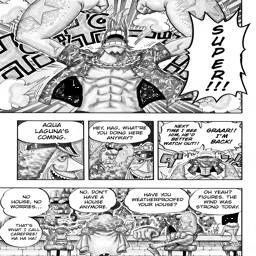 SUPER!!!
GRAAR!!
I'M
BACK!
NEXT
TIME I SEE
HIM, HE'D
BETTER
WATCH OUT!!
HEY, HAG, WHAT'RE
YOU DOING HERE
ANYWAY?
AQUA
LAGUNA'S
COMING.
OH YEAH?
FIGURES. THE
WIND WAS
STRONG TODAY.
HAVE YOU
WEATHERPROOFED
YOUR HOUSE?
NO, DON'T
HAVE A
HOUSE
ANYMORE.
NO
HOUSE, NO
WORRIES...
THAT'S
WHAT I CALL
CAREFREE!
HA HA HA!